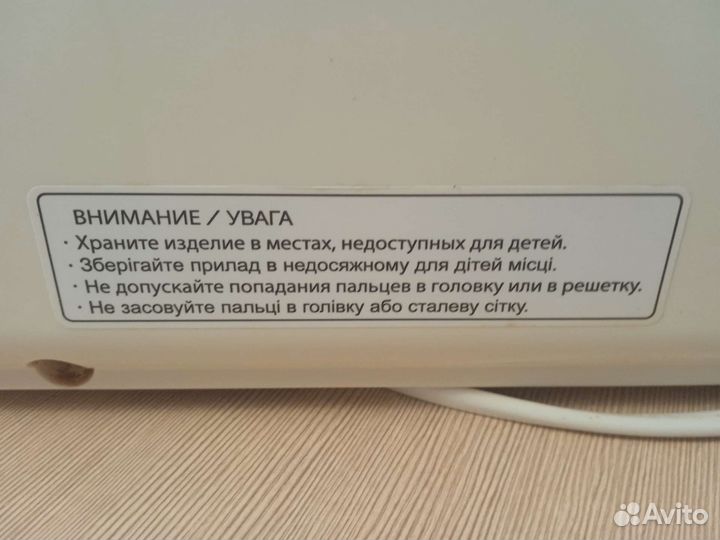 ВНИМАНИЕ / УВАГА
· Храните изделие в местах, недоступных для детей.
· Зберігайте прилад в недосяжному для дітей місці.
· Не допускайте попадания пальцев в головку или в решетку.
· Не засовуйте пальці в голівку або сталеву сітку.
Avito